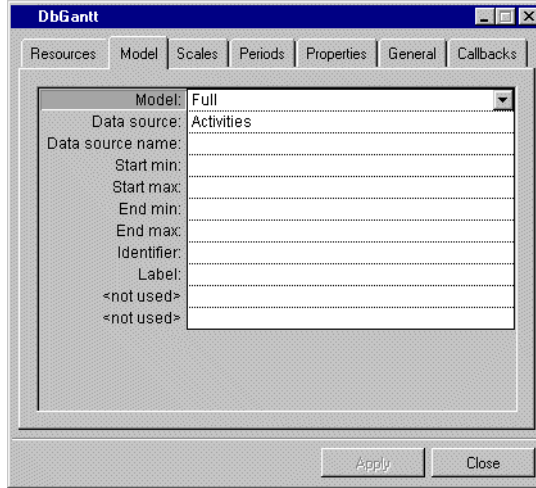 DbGantt
Resources Model Scales Periods Properties General Callbacks
Model: Full
Data source: Activities
Data source name:
Start min:
Start max:
End min:
End max:
Identifier:
Label:
<not used>
<not used>
Apply Close